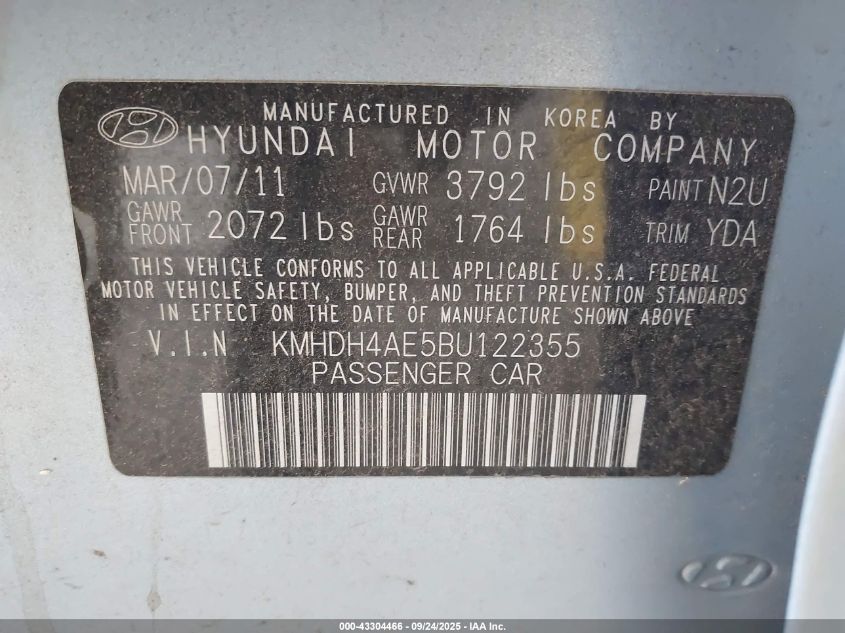 MANUFACTURED IN KOREA BY
HYUNDAI MOTOR COMPANY
MAR/07/11 GVWR 3792 lbs PAINT N2U
GAWR FRONT 2072 lbs GAWR REAR 1764 lbs TRIM YDA
THIS VEHICLE CONFORMS TO ALL APPLICABLE U.S.A. FEDERAL
MOTOR VEHICLE SAFETY, BUMPER, AND THEFT PREVENTION STANDARDS
IN EFFECT ON THE DATE OF MANUFACTURE SHOWN ABOVE
V.I.N KMHDH4AE5BU122355
PASSENGER CAR
000-43304466 - 09/24/2025 - IAA Inc.